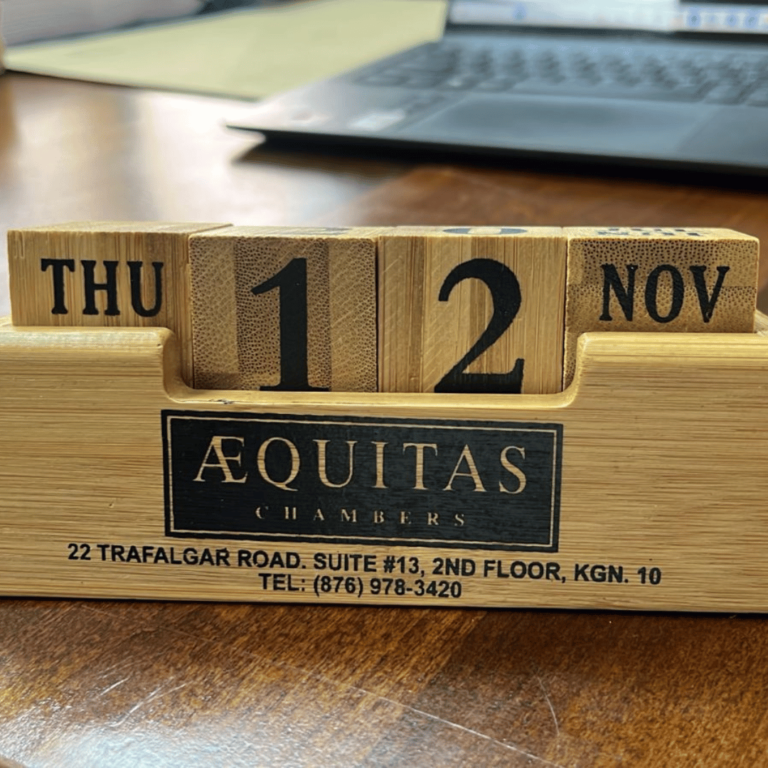 THU 12 NOV
ÆQUITAS
CHAMBERS
22 TRAFALGAR ROAD. SUITE #13, 2ND FLOOR, KGN. 10
TEL: (876) 978-3420